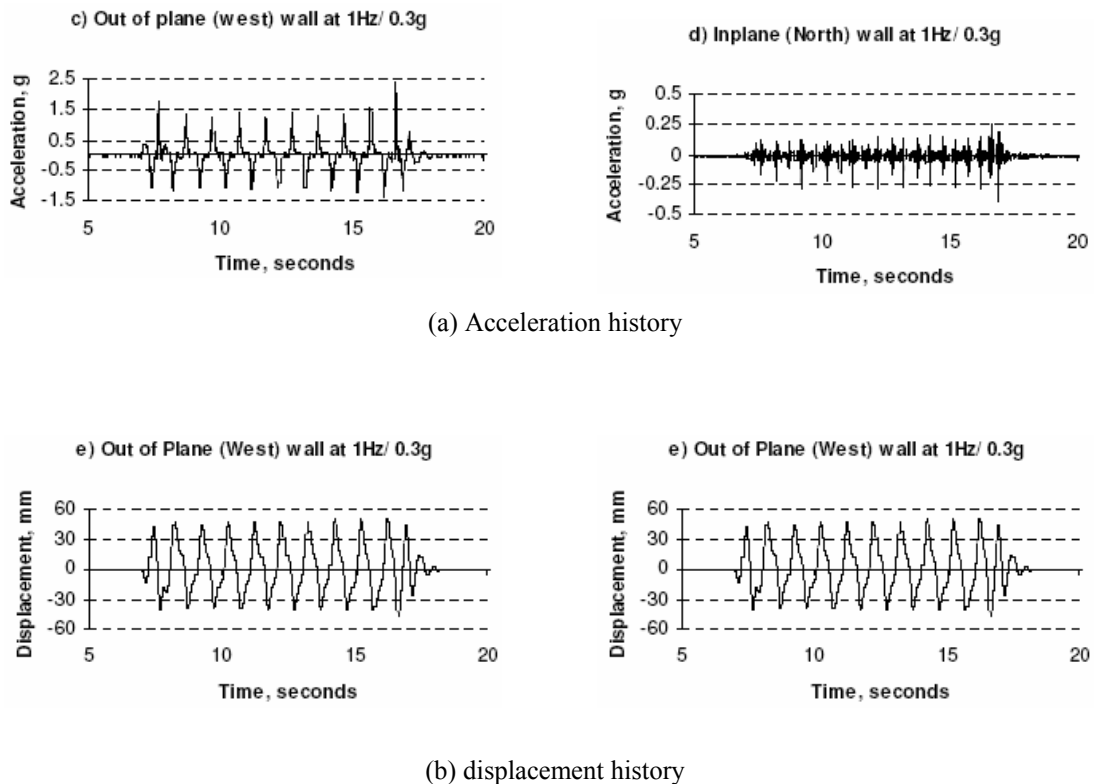 c) Out of plane (west) wall at 1Hz/ 0.3g
Acceleration, g
2.5
1.5
0.5
-0.5
-1.5
5 10 15 20
Time, seconds
d) Inplane (North) wall at 1Hz/ 0.3g
Acceleration, g
0.5
0.25
0
-0.25
-0.5
5 10 15 20
Time, seconds
(a) Acceleration history
e) Out of Plane (West) wall at 1Hz/ 0.3g
Displacement, mm
60
30
0
-30
-60
5 10 15 20
Time, seconds
e) Out of Plane (West) wall at 1Hz/ 0.3g
Displacement, mm
60
30
0
-30
-60
5 10 15 20
Time, seconds
(b) displacement history